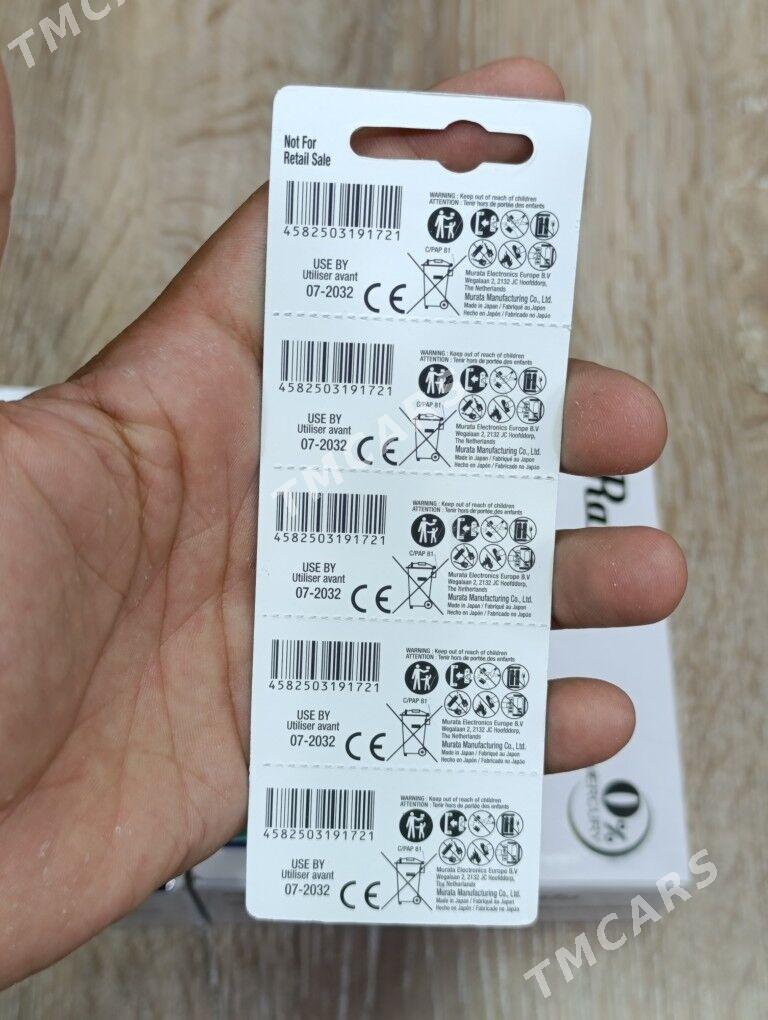 TMCARS
Not For
Retail Sale
4582503191721
WARNING : Keep out of reach of children
ATTENTION : Tenir hors de portée des enfants
C/PAP 81
USE BY
Utiliser avant
07-2032
CE
Murata Electronics Europe B.V
Wegalaan 2, 2132 JC Hoofddorp,
The Netherlands
Murata Manufacturing Co., Ltd.
Made in Japan / Fabriqué au Japon
Hecho en Japón / Fabricado no Japão
4582503191721
WARNING : Keep out of reach of children
ATTENTION : Tenir hors de portée des enfants
C/PAP 81
USE BY
Utiliser avant
07-2032
CE
Murata Electronics Europe B.V
Wegalaan 2, 2132 JC Hoofddorp,
The Netherlands
Murata Manufacturing Co., Ltd.
Made in Japan / Fabriqué au Japon
Hecho en Japón / Fabricado no Japão
TMCARS
4582503191721
WARNING : Keep out of reach of children
ATTENTION : Tenir hors de portée des enfants
C/PAP 81
USE BY
Utiliser avant
07-2032
CE
Murata Electronics Europe B.V
Wegalaan 2, 2132 JC Hoofddorp,
The Netherlands
Murata Manufacturing Co., Ltd.
Made in Japan / Fabriqué au Japon
Hecho en Japón / Fabricado no Japão
4582503191721
WARNING : Keep out of reach of children
ATTENTION : Tenir hors de portée des enfants
C/PAP 81
USE BY
Utiliser avant
07-2032
CE
Murata Electronics Europe B.V
Wegalaan 2, 2132 JC Hoofddorp,
The Netherlands
Murata Manufacturing Co., Ltd.
Made in Japan / Fabriqué au Japon
Hecho en Japón / Fabricado no Japão
4582503191721
WARNING : Keep out of reach of children
ATTENTION : Tenir hors de portée des enfants
C/PAP 81
USE BY
Utiliser avant
07-2032
CE
Murata Electronics Europe B.V
Wegalaan 2, 2132 JC Hoofddorp,
The Netherlands
Murata Manufacturing Co., Ltd.
Made in Japan / Fabriqué au Japon
Hecho en Japón / Fabricado no Japão
0%
MERCURY
TMCARS